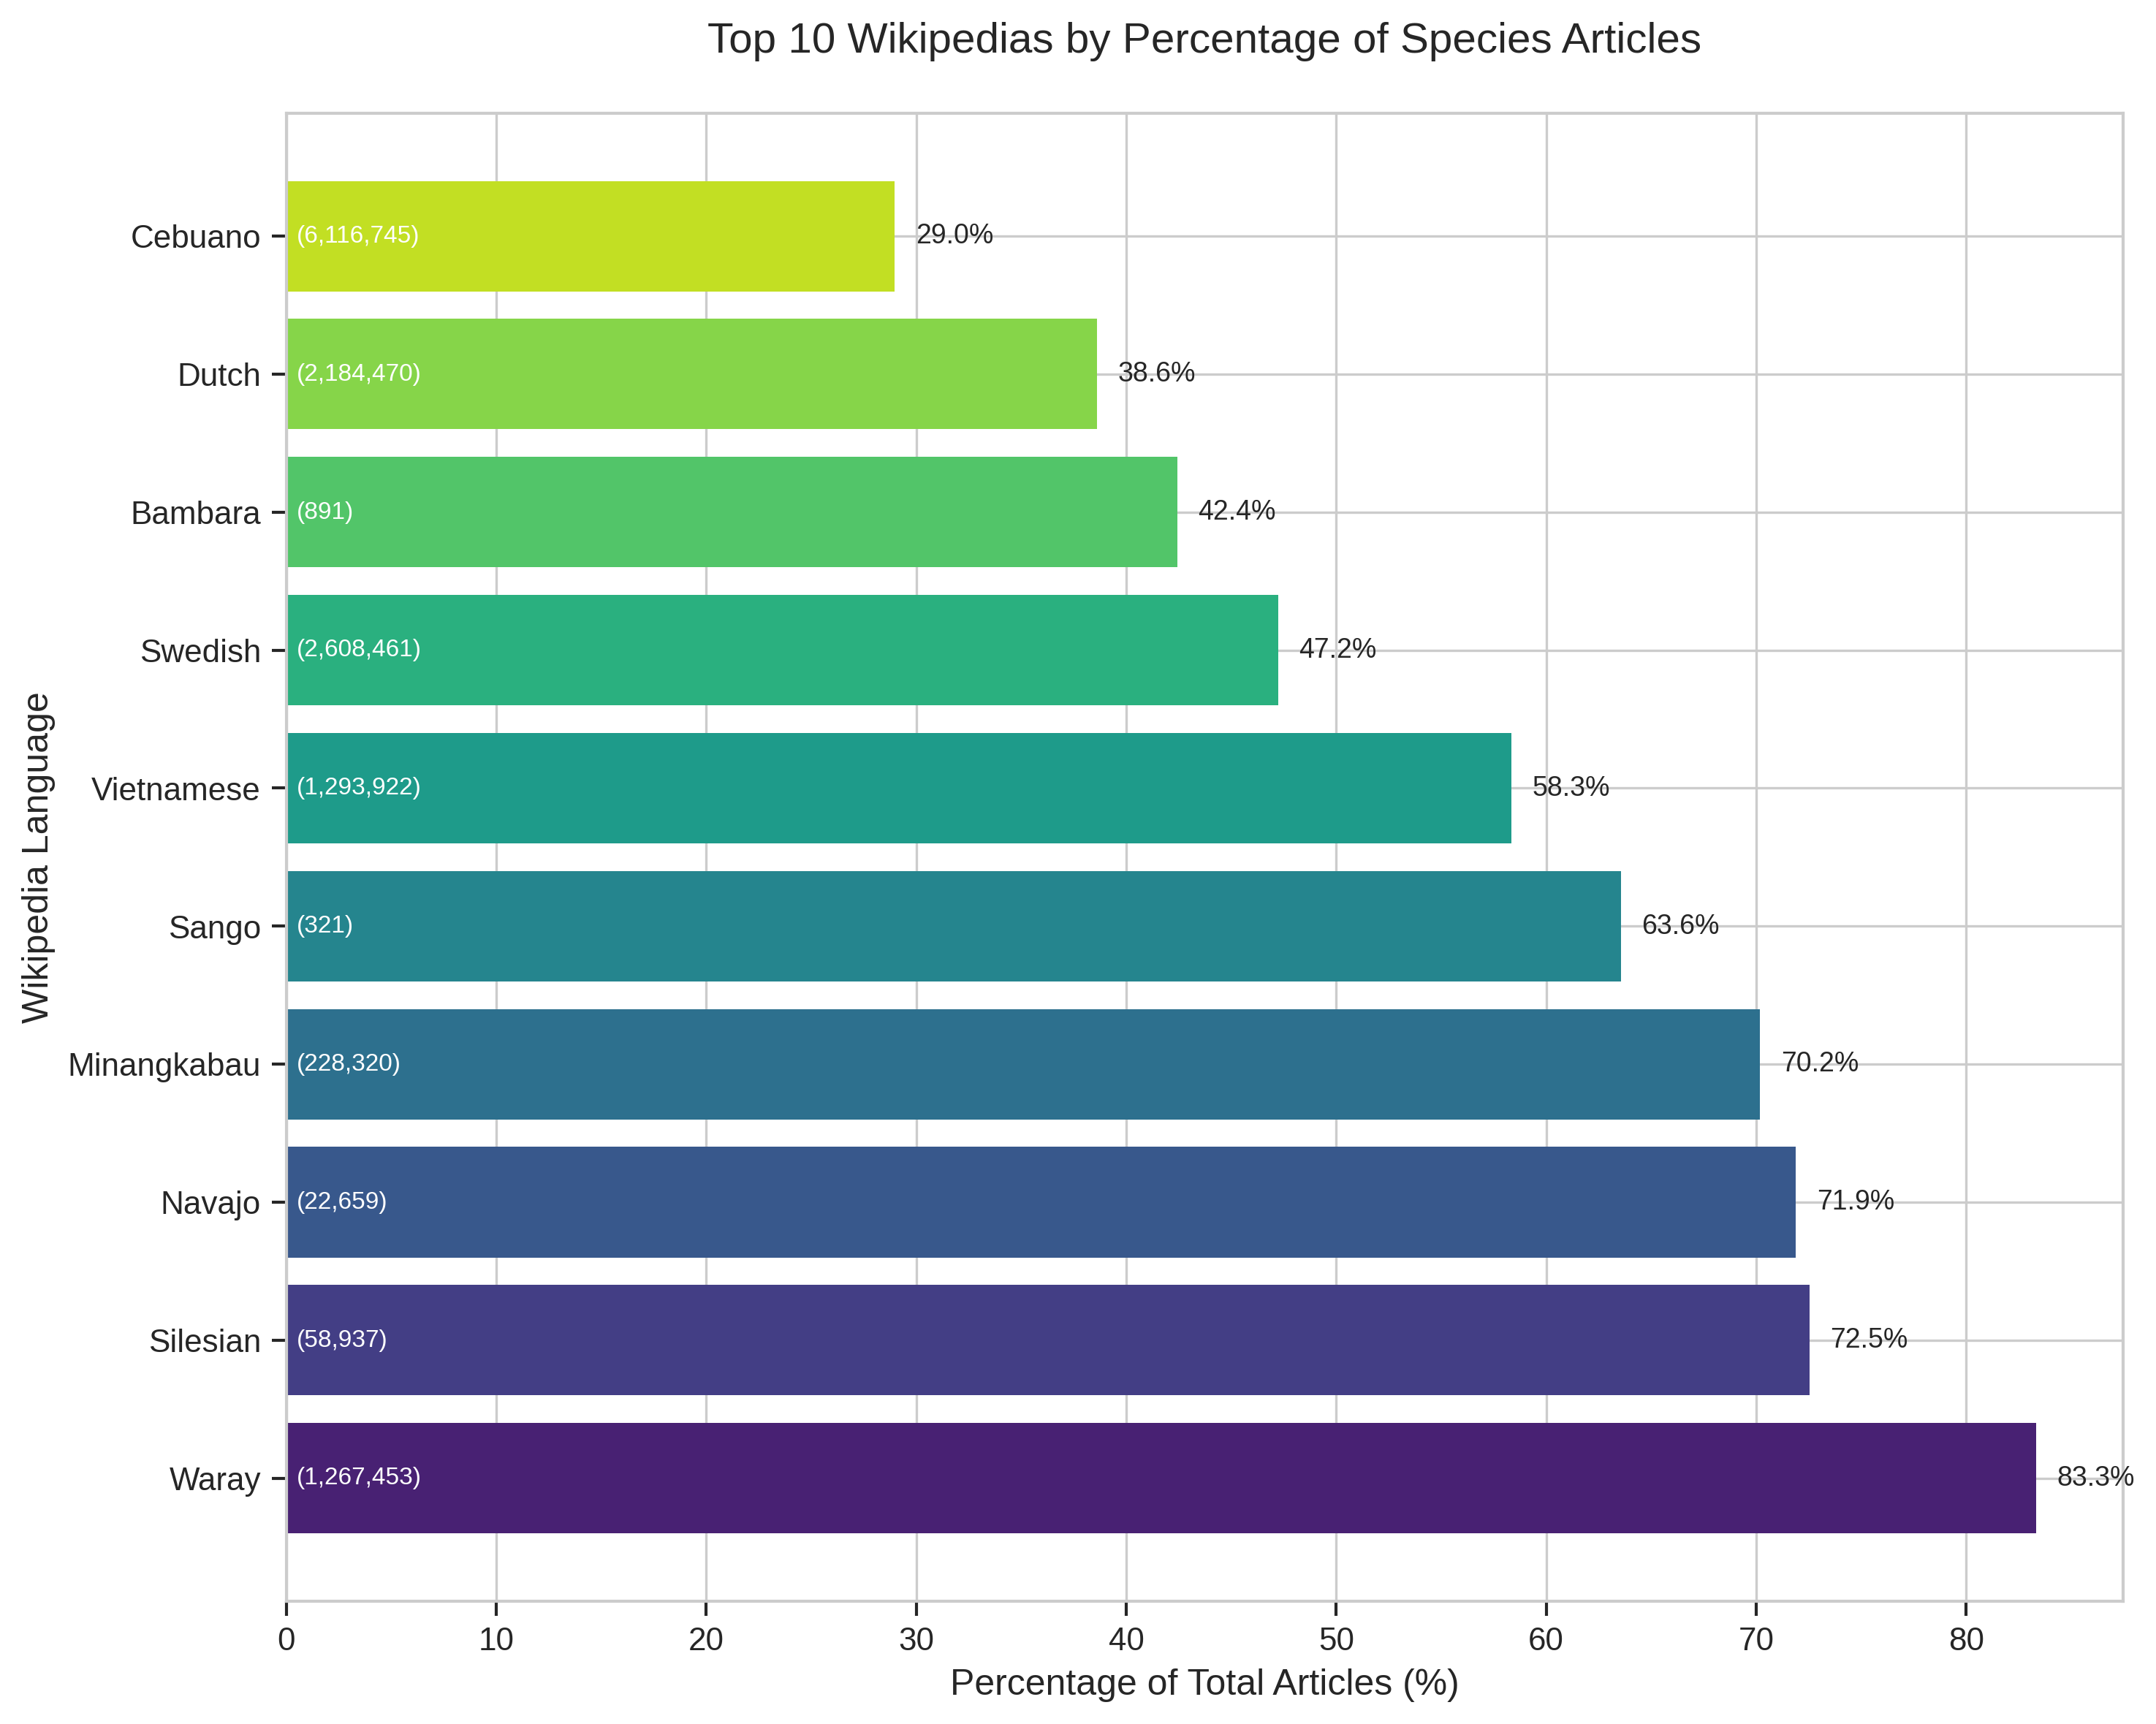 Top 10 Wikipedias by Percentage of Species Articles
Cebuano (6,116,745) 29.0%
Dutch (2,184,470) 38.6%
Bambara (891) 42.4%
Swedish (2,608,461) 47.2%
Vietnamese (1,293,922) 58.3%
Sango (321) 63.6%
Minangkabau (228,320) 70.2%
Navajo (22,659) 71.9%
Silesian (58,937) 72.5%
Waray (1,267,453) 83.3%
Wikipedia Language
0 10 20 30 40 50 60 70 80
Percentage of Total Articles (%)